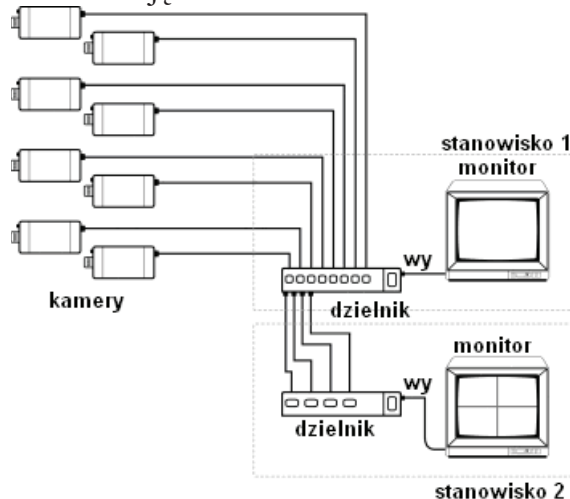 stanowisko 1
monitor
wy
kamery
dzielnik
monitor
wy
dzielnik
stanowisko 2